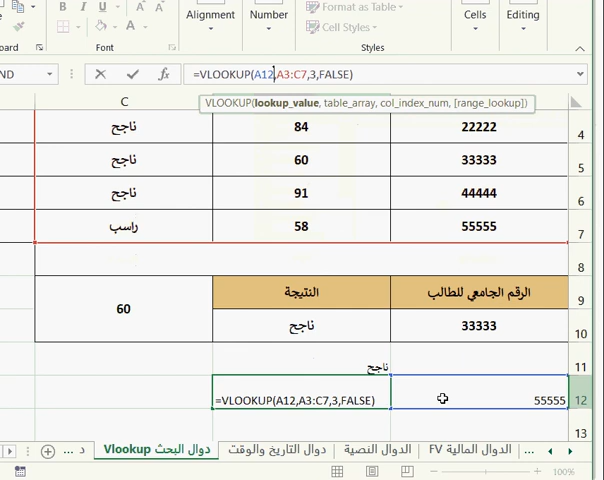 Alignment
Number
Format as Table
Cell Styles
Styles
Cells
Editing
oard
Font
ND
=VLOOKUP(A12,A3:C7,3,FALSE)
VLOOKUP(lookup_value, table_array, col_index_num, [range_lookup])
C
ناجح 84 22222 4
ناجح 60 33333 5
ناجح 91 44444 6
راسب 58 55555 7
8
60 النتيجة الرقم الجامعي للطالب 9
ناجح 33333 10
ناجح 11
=VLOOKUP(A12,A3:C7,3,FALSE) 55555 12
13
د ... دوال البحث Vlookup دوال التاريخ والوقت الدوال النصية الدوال المالية FV ...
100%